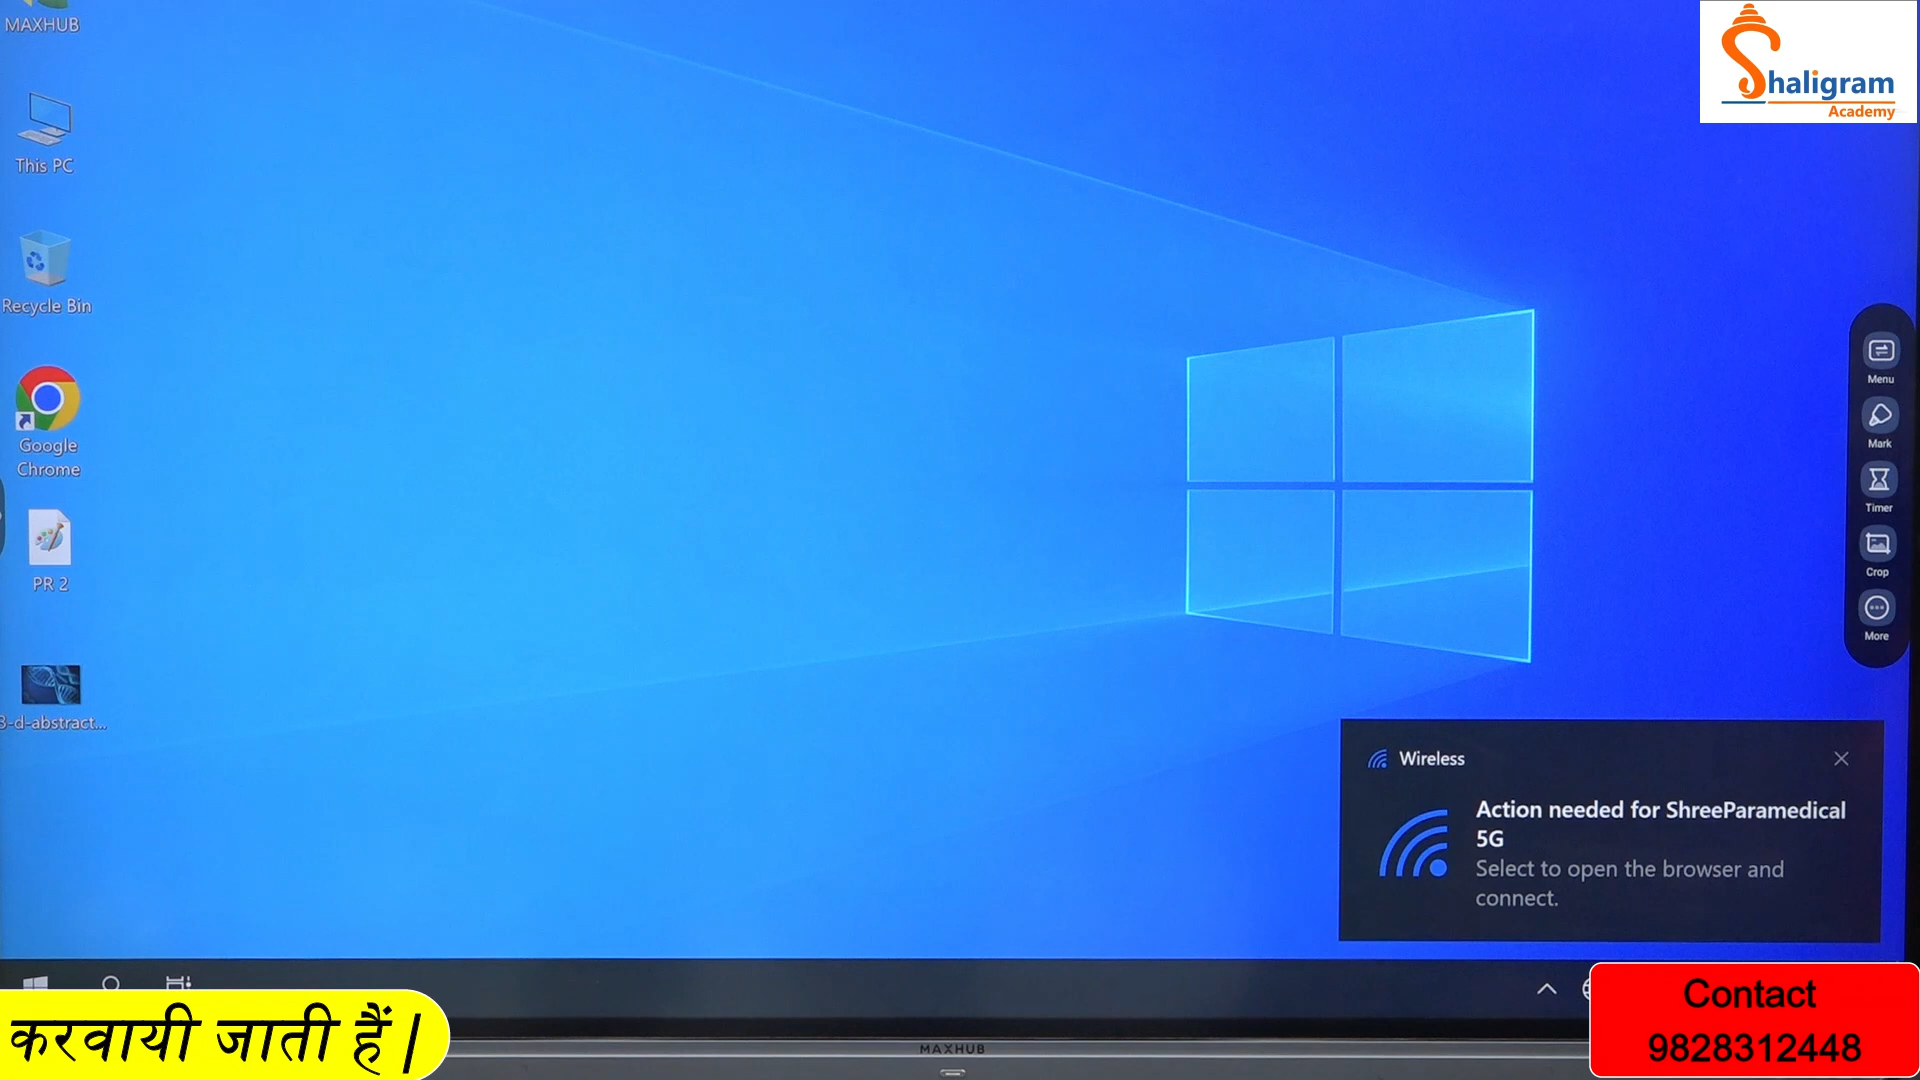 MAXHUB
This PC
Recycle Bin
Google
Chrome
PR 2
3-d-abstract...
Shaligram
Academy
Menu
Mark
Timer
Crop
More
Wireless
Action needed for ShreeParamedical
5G
Select to open the browser and
connect.
करवायी जाती हैं |
MAXHUB
Contact
9828312448